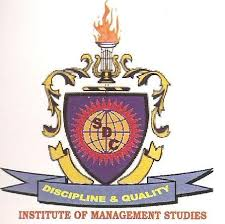 SDC
DISCIPLINE & QUALITY
INSTITUTE OF MANAGEMENT STUDIES